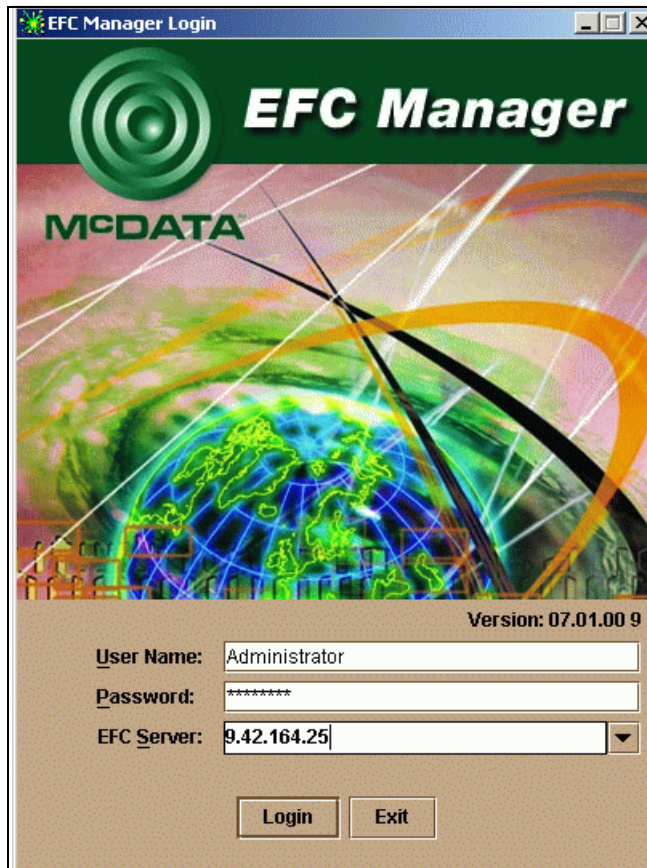 EFC Manager Login
EFC Manager
McDATA
Version: 07.01.00 9
User Name: Administrator
Password: ********
EFC Server: 9.42.164.25
Login Exit